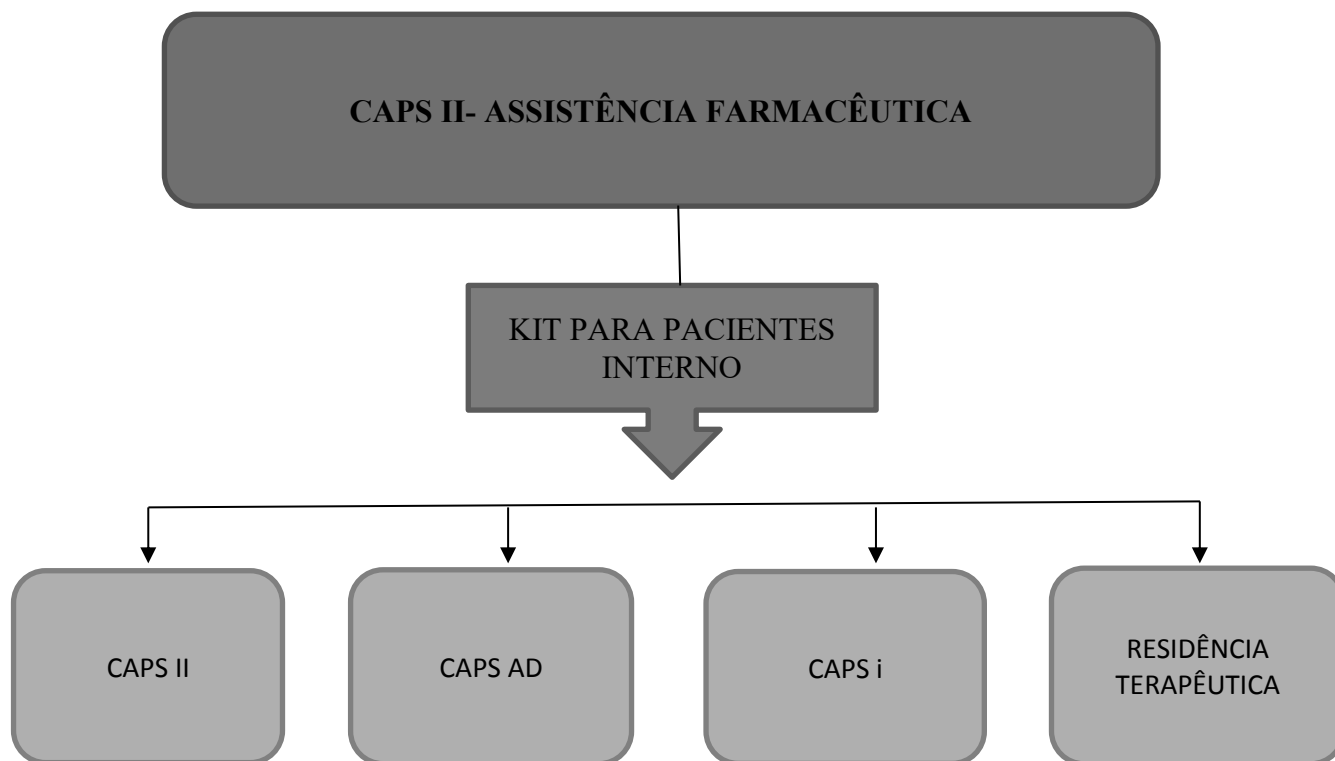 CAPS II- ASSISTÊNCIA FARMACÊUTICA
KIT PARA PACIENTES
INTERNO
CAPS II
CAPS AD
CAPS i
RESIDÊNCIA
TERAPÊUTICA